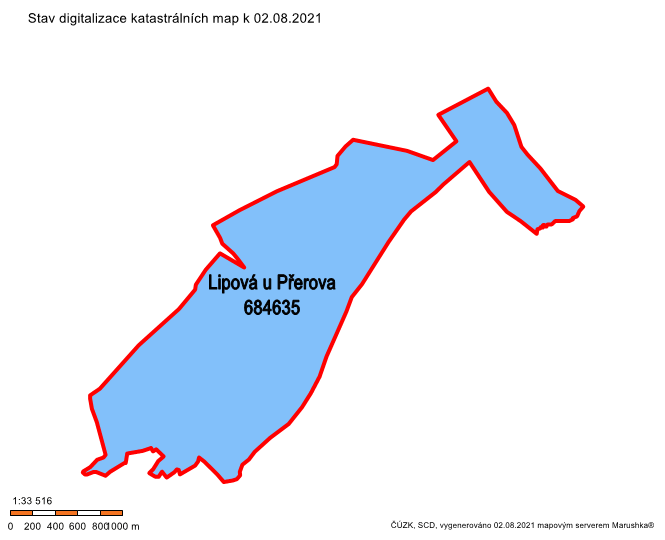 Stav digitalizace katastrálních map k 02.08.2021
Lipová u Přerova
684635
1:33 516
0 200 400 600 800 1000 m
ČÚZK, SCD, vygenerováno 02.08.2021 mapovým serverem Marushka®